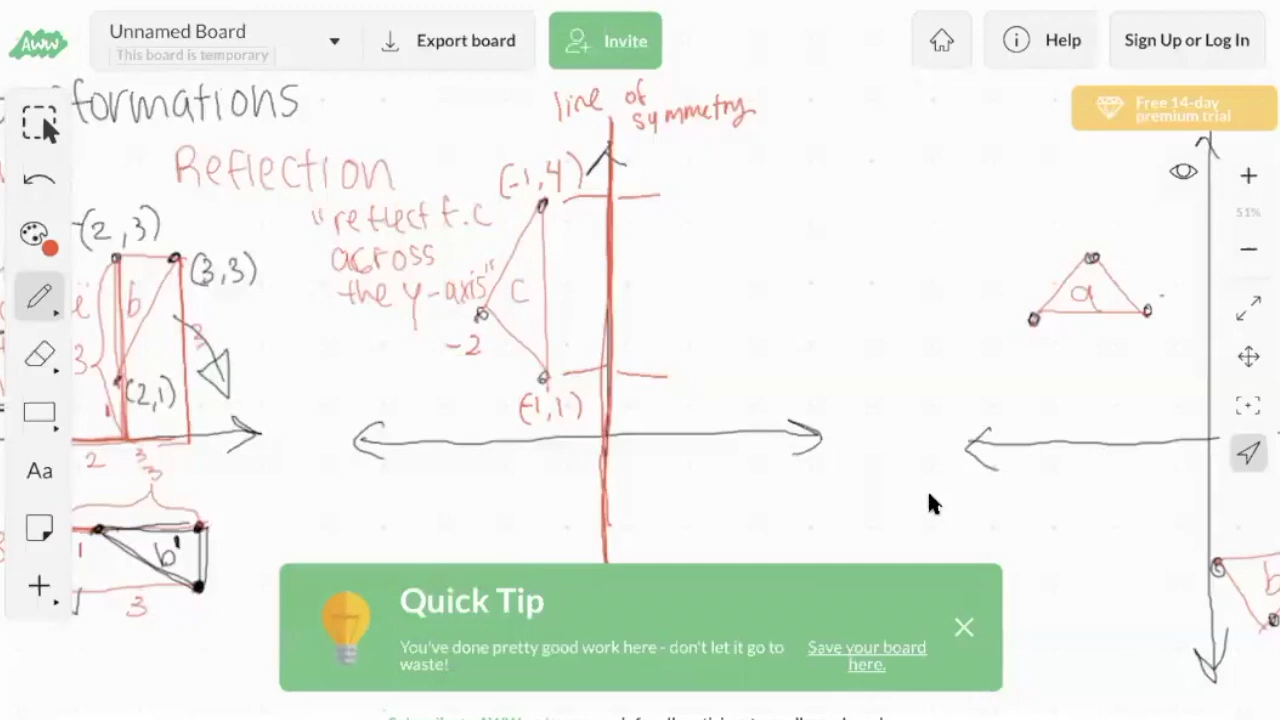 AWW
Unnamed Board
This board is temporary
Export board
Invite
Help
Sign Up or Log In
Free 14-day
premium trial
51%
formations
Reflection
"reflect f.c
across
the y-axis"
line of
symmetry
(-1,4)
c
-2
(-1,1)
(2,3)
(3,3)
b
3
(2,1)
2
3
3
1
b'
3
a
b
Aa
Quick Tip
You've done pretty good work here - don't let it go to
waste!
Save your board
here.